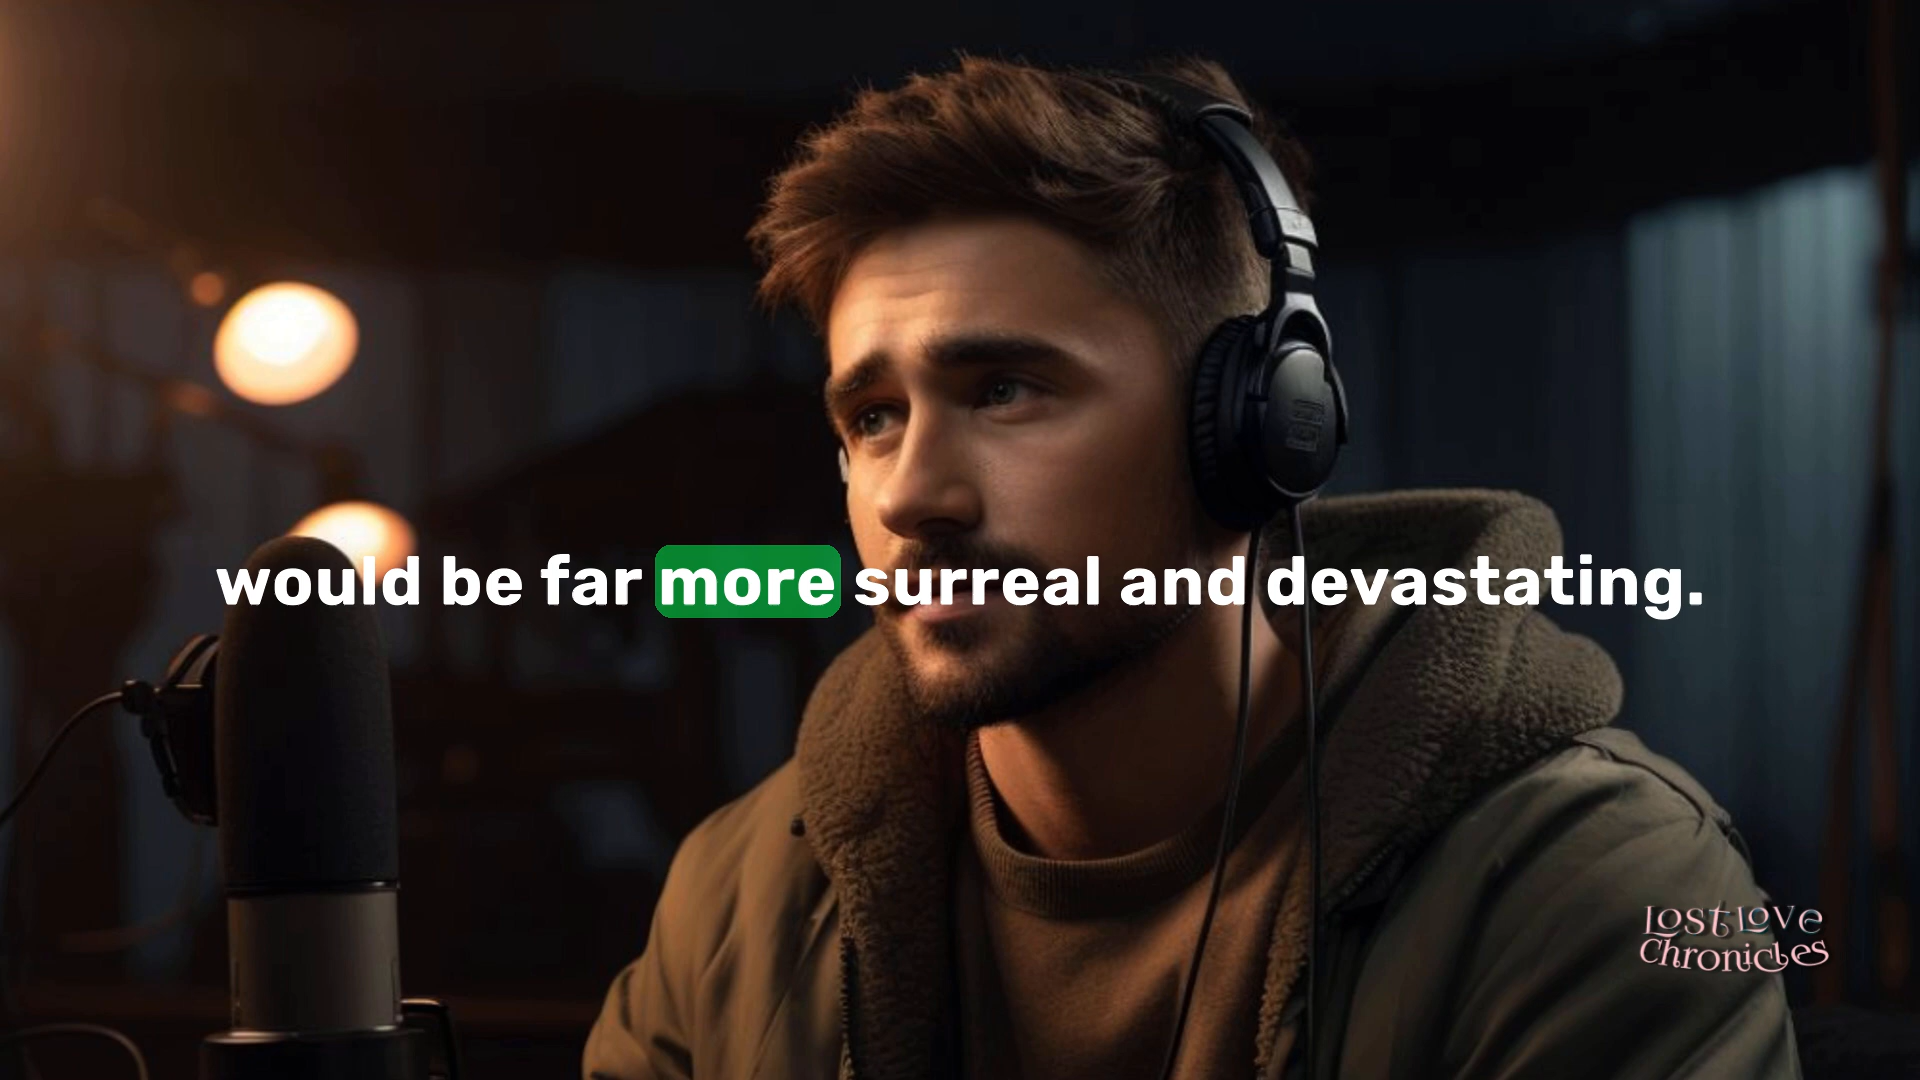 would be far more surreal and devastating.
Lost Love
Chronicles